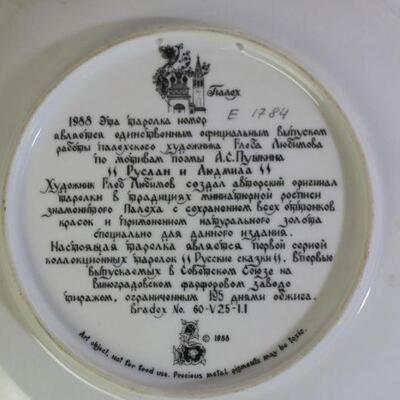 Палех
E 1784
1988 Эта тарелка номер
является единственным официальным выпуском
работы палехского художника Глеба Любимова
по мотивам поэмы А.С.Пушкина
"Руслан и Людмила"
Художник Глеб Любимов создал авторский оригинал
тарелки в традициях миниатюрной росписи
знаменитого Палеха с сохранением всех оттенков
красок и применением натурального золота
специально для данного издания.
Настоящая тарелка является первой серией
коллекционных тарелок "Русские сказки", впервые
выпускаемых в Советском Союзе на
Виноградовском фарфоровом заводе
тиражом, ограниченным 195 днями обжига.
Bradex No. 60-V25-1.1
© 1988
Art object, Not for food use. Precious metal pigments may be toxic.